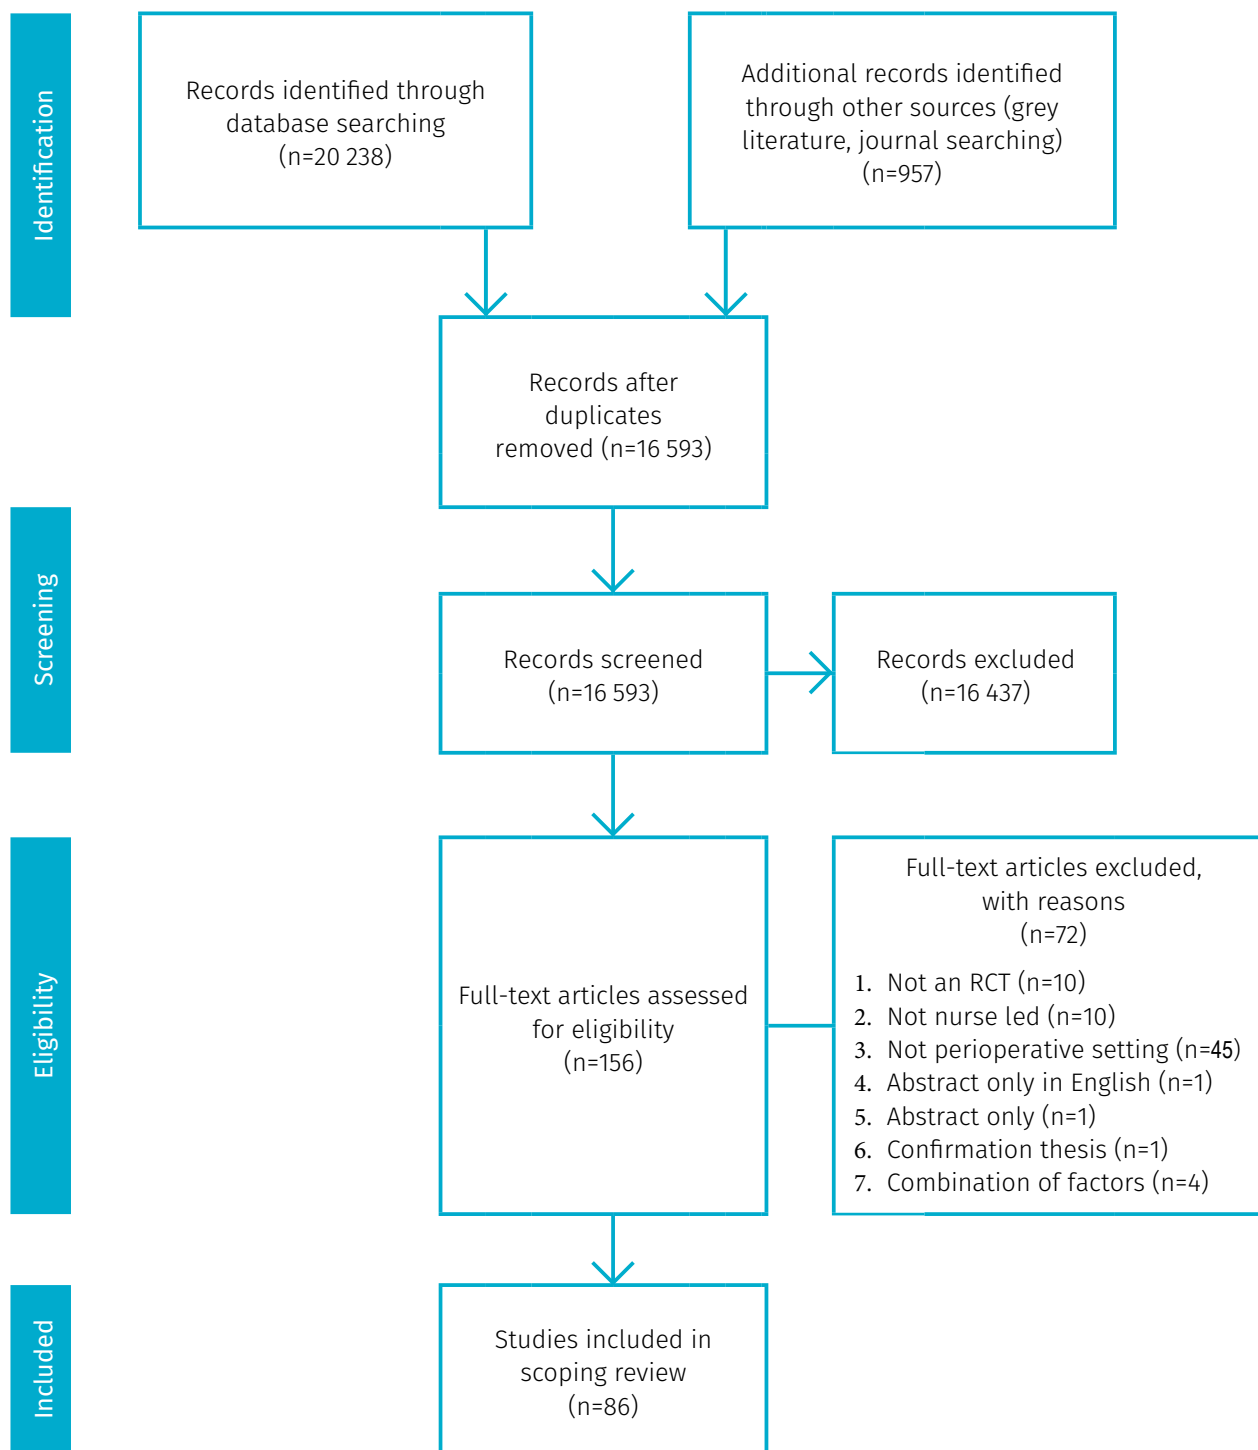 Identification
Records identified through
database searching
(n=20 238)
Additional records identified
through other sources (grey
literature, journal searching)
(n=957)
Records after
duplicates
removed (n=16 593)
Screening
Records screened
(n=16 593)
Records excluded
(n=16 437)
Eligibility
Full-text articles assessed
for eligibility
(n=156)
Full-text articles excluded,
with reasons
(n=72)
1. Not an RCT (n=10)
2. Not nurse led (n=10)
3. Not perioperative setting (n=45)
4. Abstract only in English (n=1)
5. Abstract only (n=1)
6. Confirmation thesis (n=1)
7. Combination of factors (n=4)
Included
Studies included in
scoping review
(n=86)